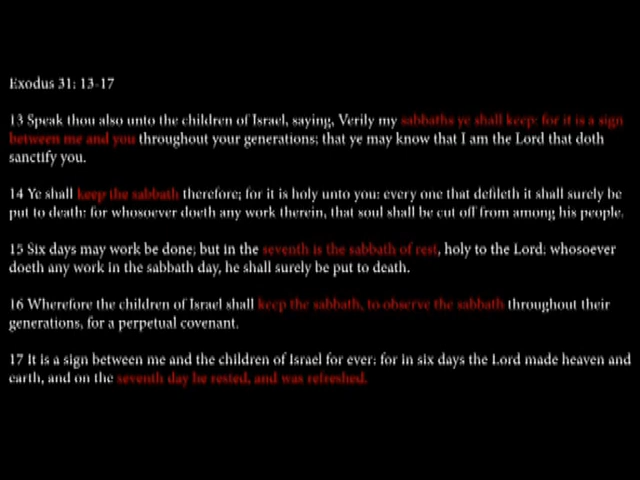 Exodus 31: 13-17
13 Speak thou also unto the children of Israel, saying, Verily my sabbaths ye shall keep: for it is a sign
between me and you throughout your generations; that ye may know that I am the Lord that doth
sanctify you.
14 Ye shall keep the sabbath therefore; for it is holy unto you: every one that defileth it shall surely be
put to death: for whosoever doeth any work therein, that soul shall be cut off from among his people.
15 Six days may work be done; but in the seventh is the sabbath of rest, holy to the Lord: whosoever
doeth any work in the sabbath day, he shall surely be put to death.
16 Wherefore the children of Israel shall keep the sabbath, to observe the sabbath throughout their
generations, for a perpetual covenant.
17 It is a sign between me and the children of Israel for ever: for in six days the Lord made heaven and
earth, and on the seventh day he rested, and was refreshed.